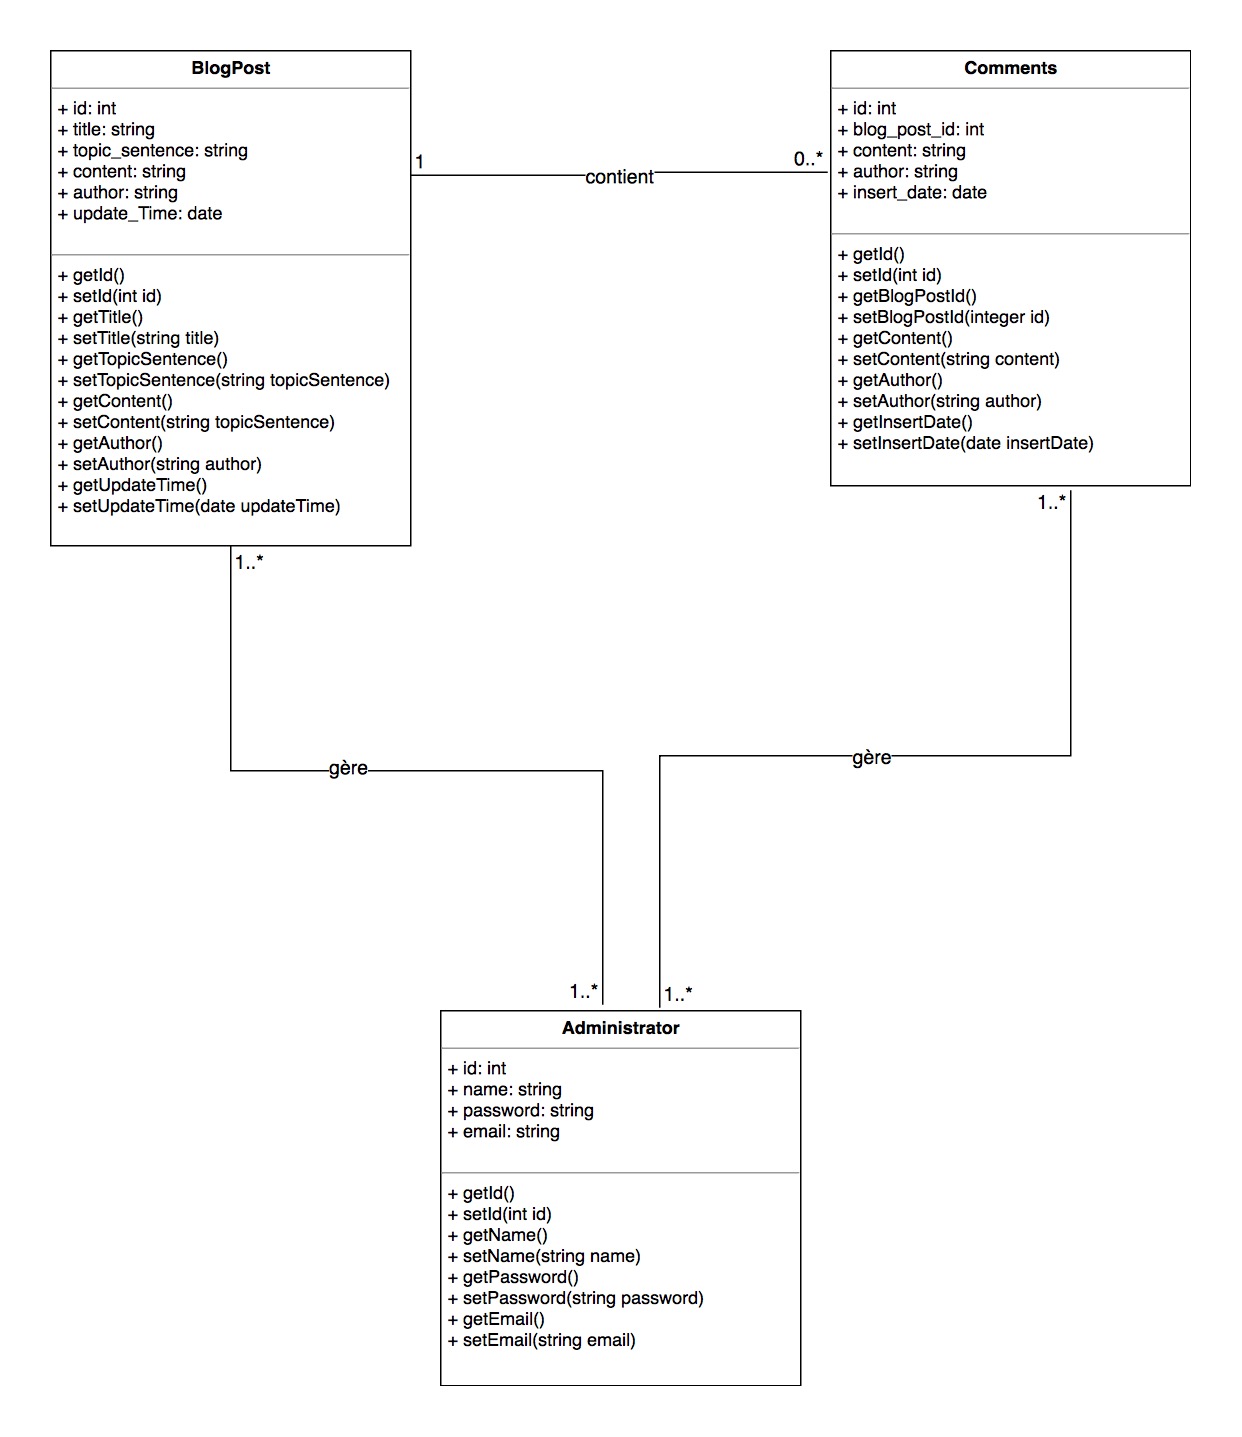 BlogPost
+ id: int
+ title: string
+ topic_sentence: string
+ content: string
+ author: string
+ update_Time: date
+ getId()
+ setId(int id)
+ getTitle()
+ setTitle(string title)
+ getTopicSentence()
+ setTopicSentence(string topicSentence)
+ getContent()
+ setContent(string topicSentence)
+ getAuthor()
+ setAuthor(string author)
+ getUpdateTime()
+ setUpdateTime(date updateTime)
1
contient
0..*
Comments
+ id: int
+ blog_post_id: int
+ content: string
+ author: string
+ insert_date: date
+ getId()
+ setId(int id)
+ getBlogPostId()
+ setBlogPostId(integer id)
+ getContent()
+ setContent(string content)
+ getAuthor()
+ setAuthor(string author)
+ getInsertDate()
+ setInsertDate(date insertDate)
1..*
1..*
gère
gère
1..*
1..*
Administrator
+ id: int
+ name: string
+ password: string
+ email: string
+ getId()
+ setId(int id)
+ getName()
+ setName(string name)
+ getPassword()
+ setPassword(string password)
+ getEmail()
+ setEmail(string email)